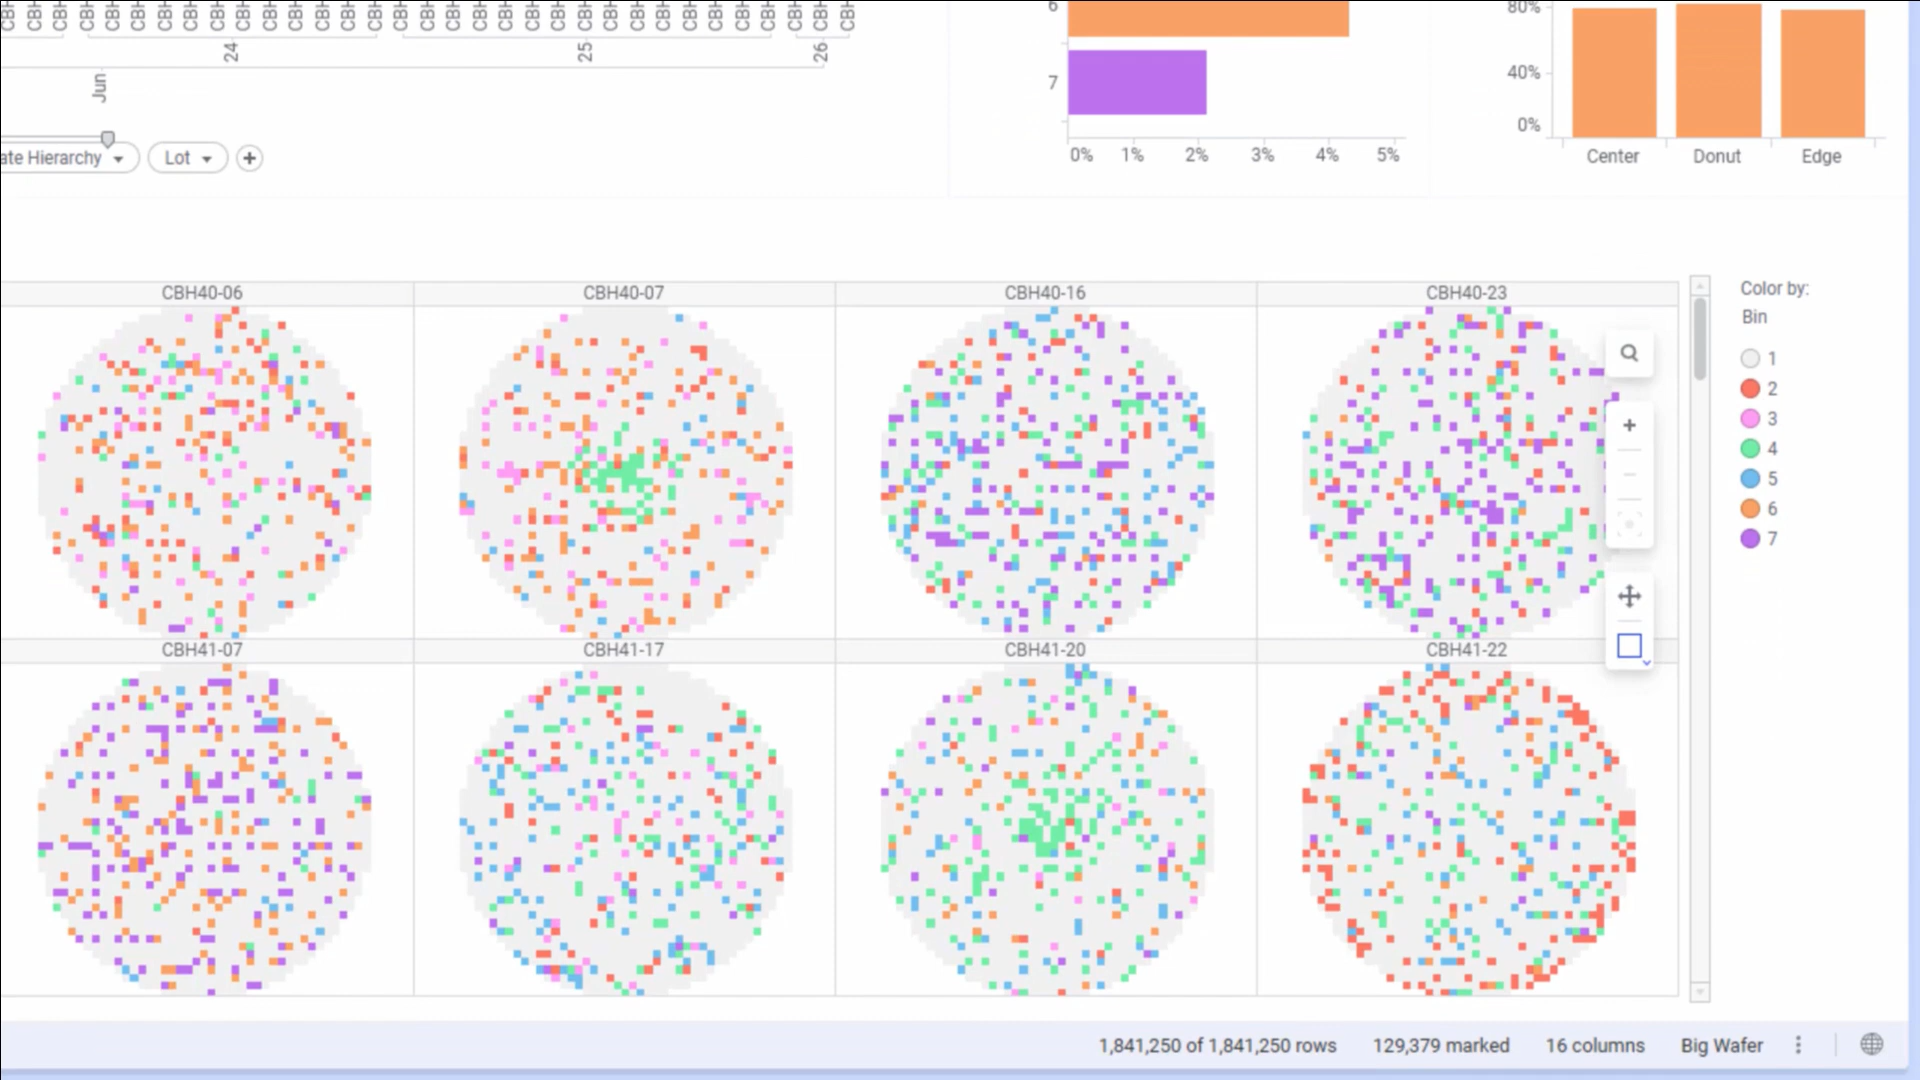 24
25
26
Jun
ate Hierarchy
Lot
+
6
7
0% 1% 2% 3% 4% 5%
80%
40%
0%
Center Donut Edge
CBH40-06 CBH40-07 CBH40-16 CBH40-23
CBH41-07 CBH41-17 CBH41-20 CBH41-22
Color by:
Bin
1
2
3
4
5
6
7
1,841,250 of 1,841,250 rows 129,379 marked 16 columns Big Wafer